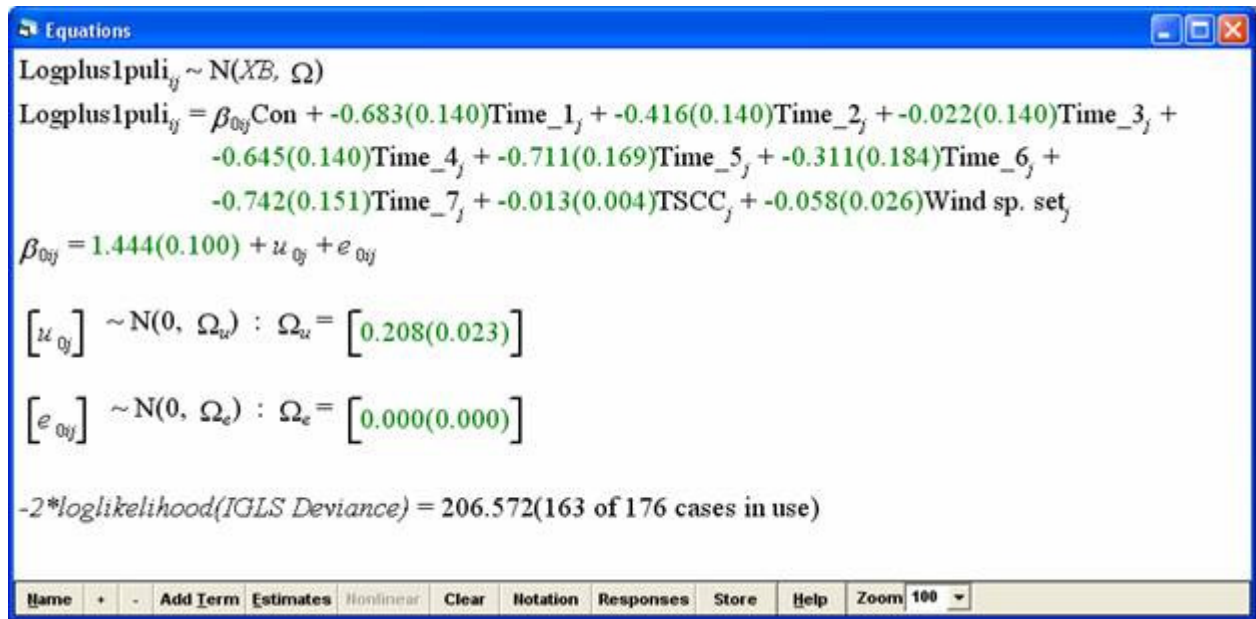 Equations
Logplus1puli_ij ~ N(XB, Ω)
Logplus1puli_ij = β_0ij Con + -0.683(0.140)Time_1_j + -0.416(0.140)Time_2_j + -0.022(0.140)Time_3_j +
-0.645(0.140)Time_4_j + -0.711(0.169)Time_5_j + -0.311(0.184)Time_6_j +
-0.742(0.151)Time_7_j + -0.013(0.004)TSCC_j + -0.058(0.026)Wind sp. set_j
β_0ij = 1.444(0.100) + u_0j + e_0ij
[u_0j] ~ N(0, Ω_u) : Ω_u = [0.208(0.023)]
[e_0ij] ~ N(0, Ω_e) : Ω_e = [0.000(0.000)]
-2*loglikelihood(IGLS Deviance) = 206.572(163 of 176 cases in use)
Name + - Add Term Estimates Nonlinear Clear Notation Responses Store Help Zoom 100